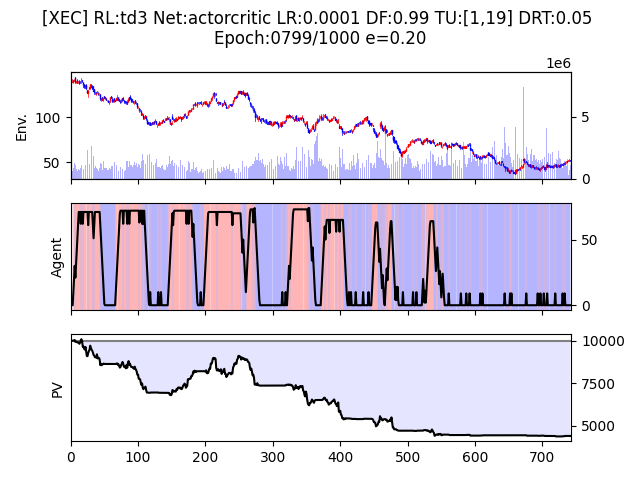 [XEC] RL:td3 Net:actorcritic LR:0.0001 DF:0.99 TU:[1,19] DRT:0.05
Epoch:0799/1000 e=0.20
1e6
Env.
100
50
5
0
Agent
50
0
PV
10000
7500
5000
0 100 200 300 400 500 600 700